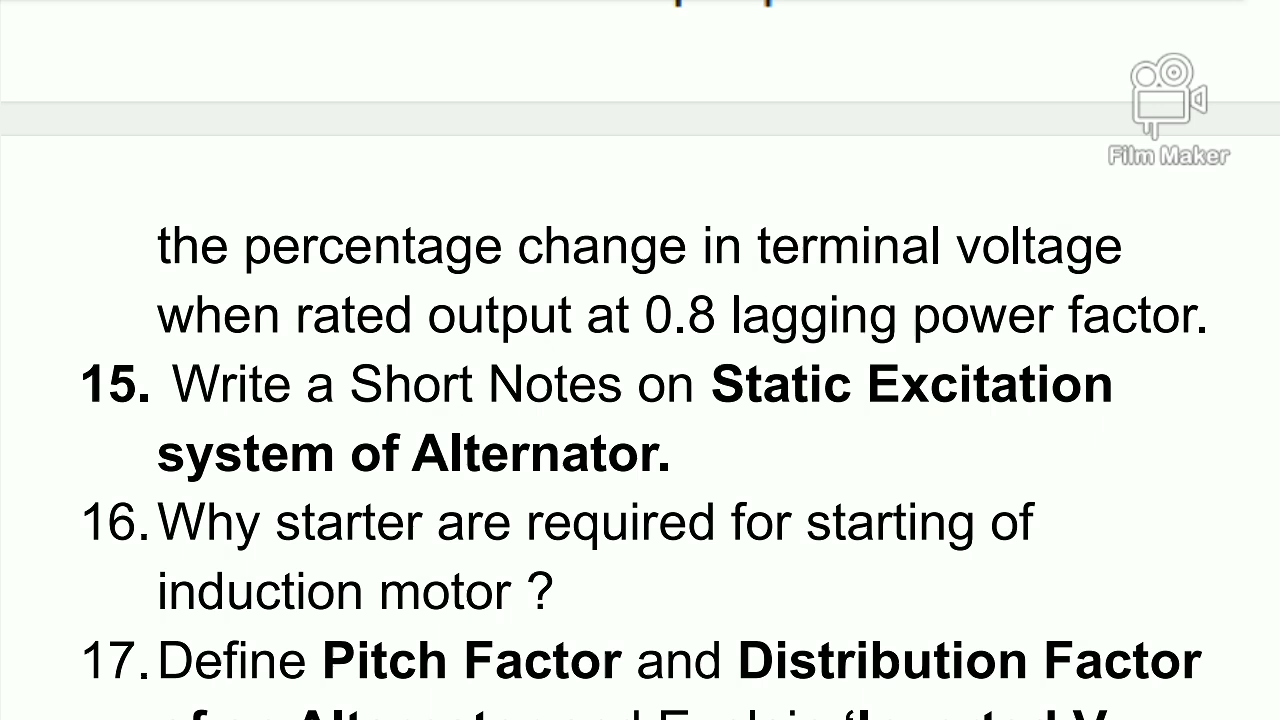 Film Maker
the percentage change in terminal voltage
when rated output at 0.8 lagging power factor.
15. Write a Short Notes on Static Excitation
system of Alternator.
16. Why starter are required for starting of
induction motor ?
17. Define Pitch Factor and Distribution Factor